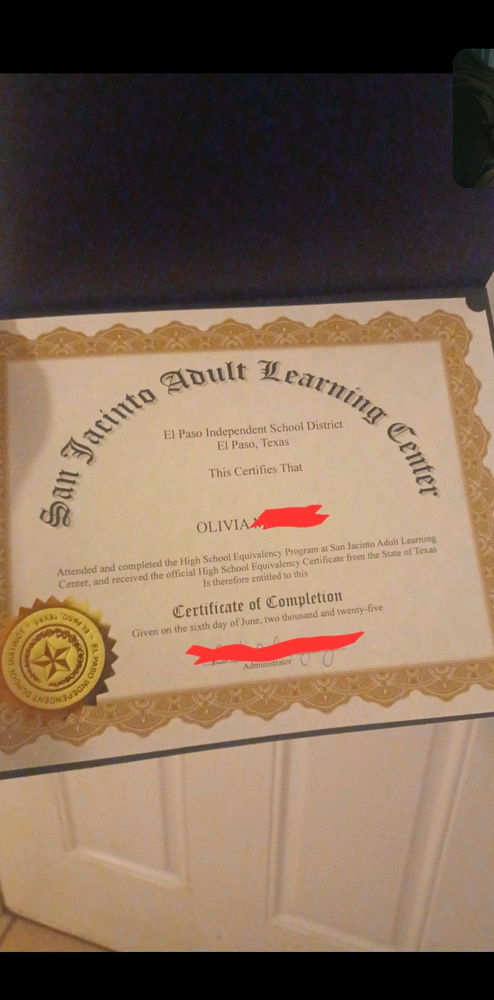 San Jacinto Adult Learning Center
El Paso Independent School District
El Paso, Texas
This Certifies That
OLIVIA
Attended and completed the High School Equivalency Program at San Jacinto Adult Learning
Center, and received the official High School Equivalency Certificate from the State of Texas
Is therefore entitled to this
Certificate of Completion
Given on the sixth day of June, two thousand and twenty-five
Administrator
EL PASO INDEPENDENT SCHOOL DISTRICT • EL PASO, TEXAS •